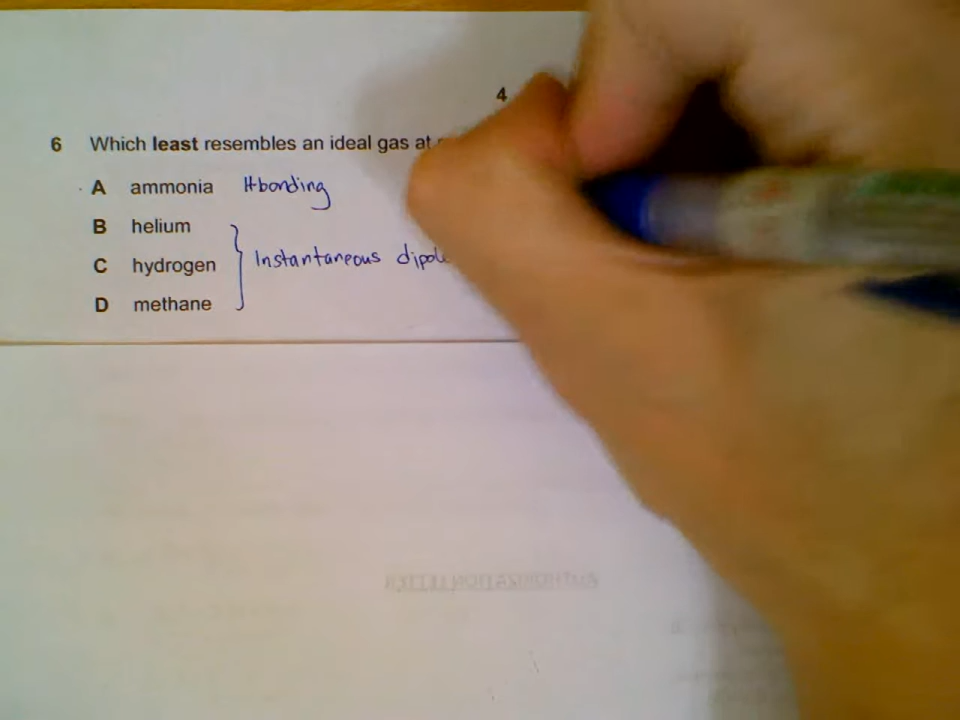 4
6 Which least resembles an ideal gas at
A ammonia H-bonding
B helium
C hydrogen Instantaneous
D methane